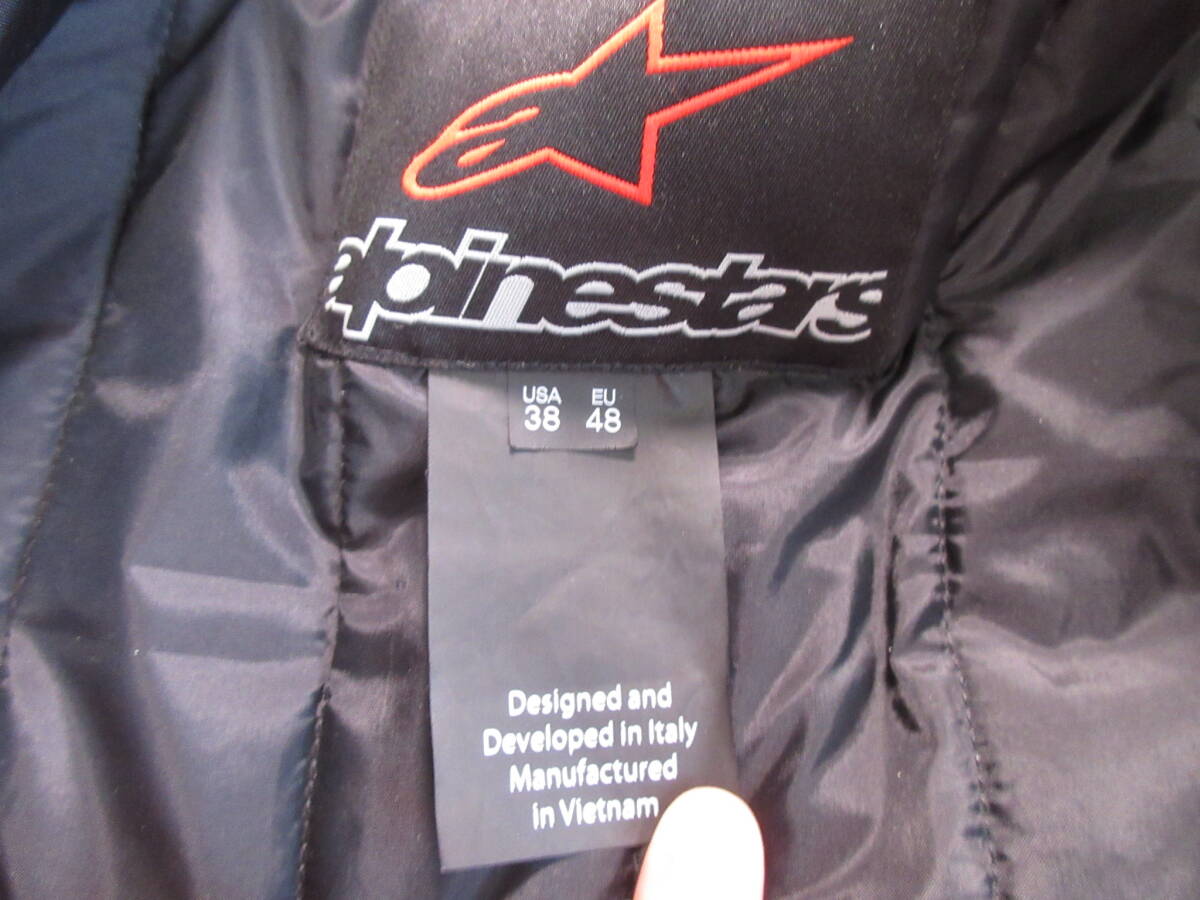 alpinestars
USA EU
38 48
Designed and
Developed in Italy
Manufactured
in Vietnam